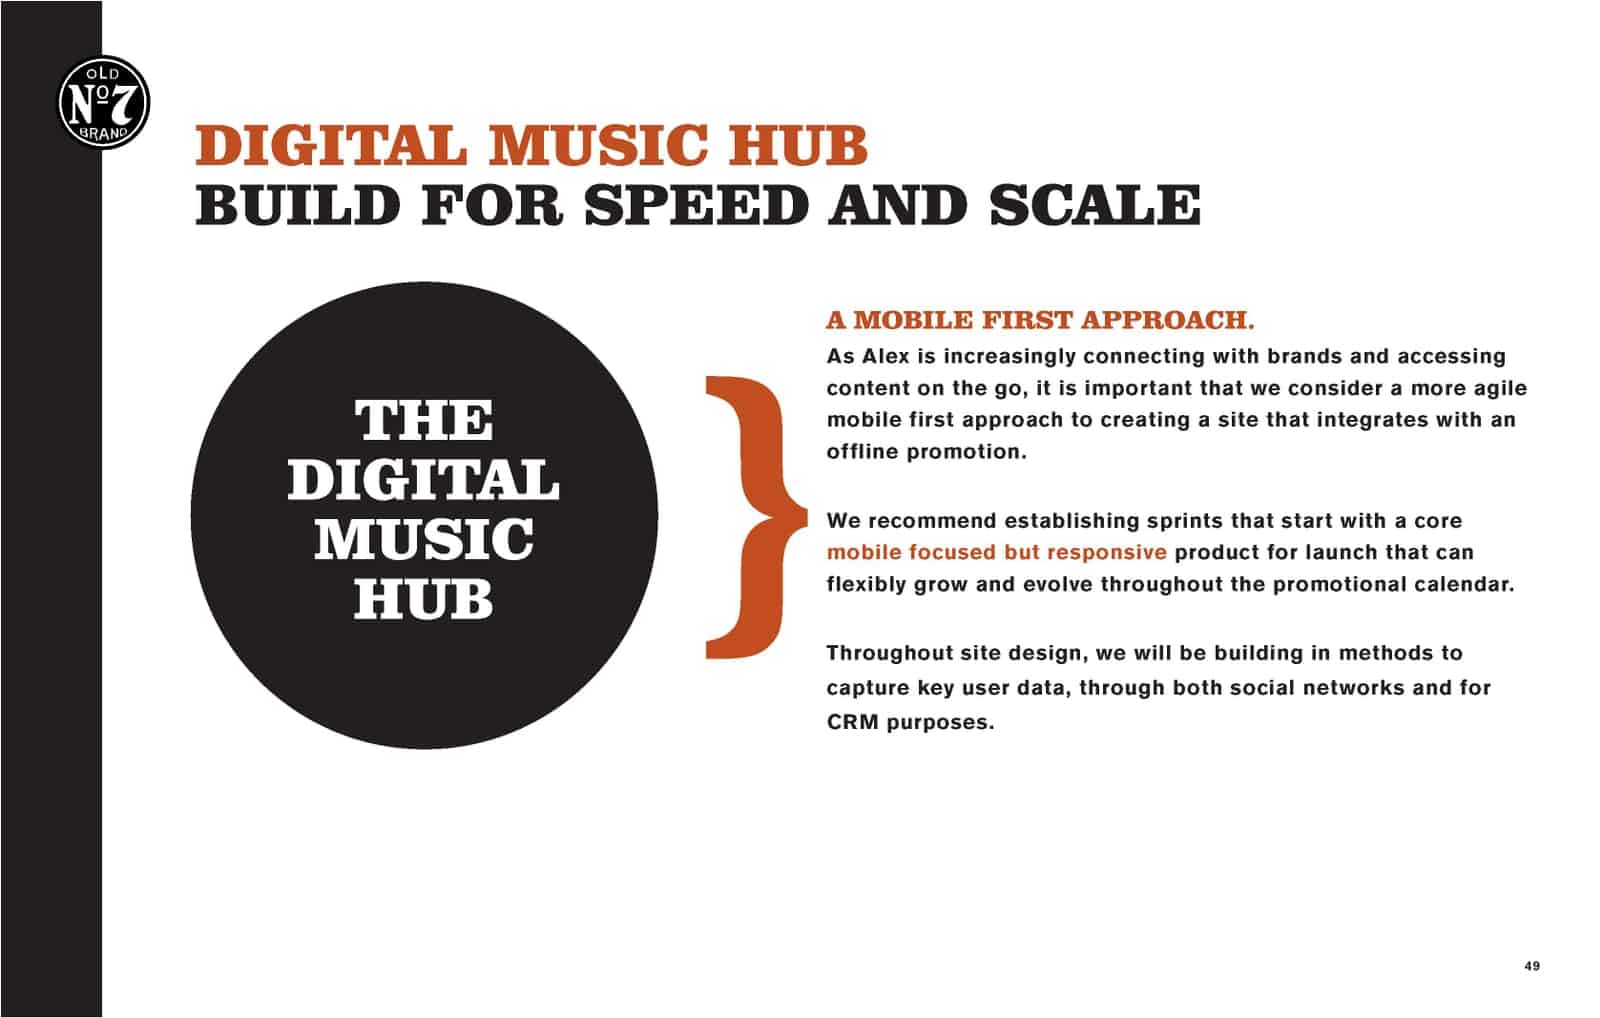 OLD
Nº7
BRAND
DIGITAL MUSIC HUB
BUILD FOR SPEED AND SCALE
THE
DIGITAL
MUSIC
HUB
}
A MOBILE FIRST APPROACH.
As Alex is increasingly connecting with brands and accessing
content on the go, it is important that we consider a more agile
mobile first approach to creating a site that integrates with an
offline promotion.
We recommend establishing sprints that start with a core
mobile focused but responsive product for launch that can
flexibly grow and evolve throughout the promotional calendar.
Throughout site design, we will be building in methods to
capture key user data, through both social networks and for
CRM purposes.
49